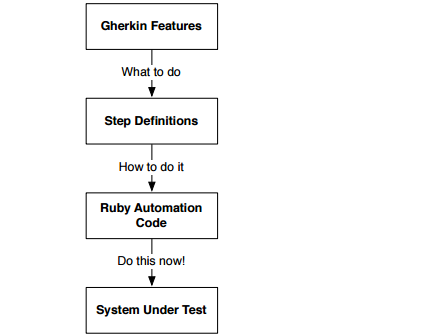 Gherkin Features
What to do
Step Definitions
How to do it
Ruby Automation
Code
Do this now!
System Under Test